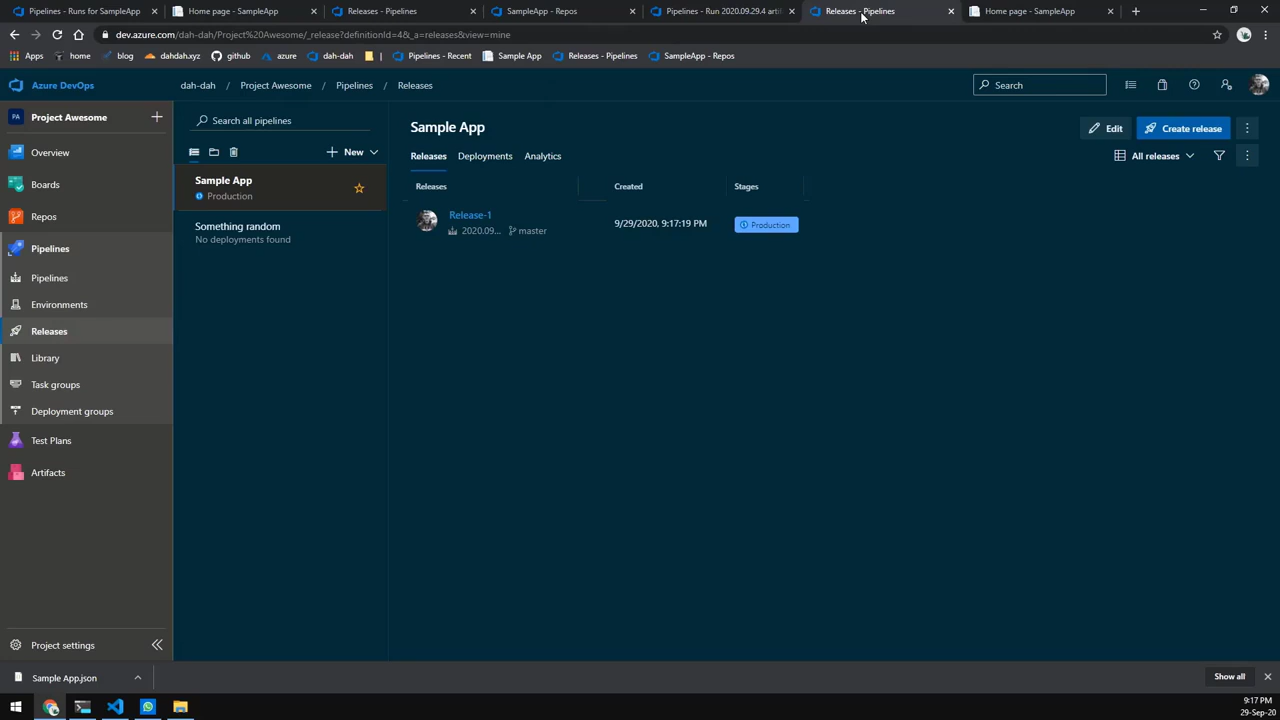 Pipelines - Runs for SampleApp
Home page - SampleApp
Releases - Pipelines
SampleApp - Repos
Pipelines - Run 2020.09.29.4 artif
Releases - Pipelines
Home page - SampleApp
dev.azure.com/dah-dah/Project%20Awesome/_release?definitionId=4&_a=releases&view=mine
Apps
home
blog
dahdah.xyz
github
azure
dah-dah
Pipelines - Recent
Sample App
Releases - Pipelines
SampleApp - Repos
Azure DevOps
dah-dah
Project Awesome
Pipelines
Releases
Search
PA
Project Awesome
Overview
Boards
Repos
Pipelines
Pipelines
Environments
Releases
Library
Task groups
Deployment groups
Test Plans
Artifacts
Project settings
Search all pipelines
New
Sample App
Production
Something random
No deployments found
Sample App
Edit
Create release
Releases
Deployments
Analytics
All releases
Releases
Created
Stages
Release-1
2020.09...
master
9/29/2020, 9:17:19 PM
Production
Sample App.json
Show all
9:17 PM
29-Sep-20